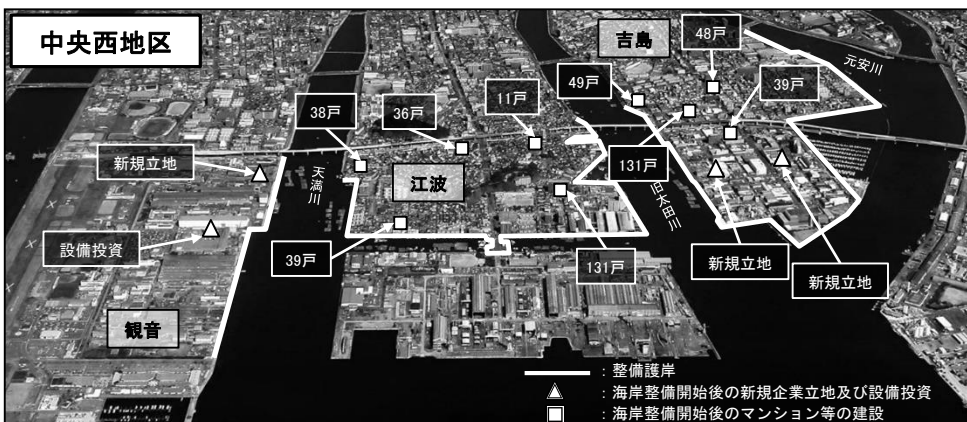 中央西地区
吉島
48戸
元安川
49戸
39戸
38戸
36戸
11戸
新規立地
天満川
江波
131戸
旧太田川
設備投資
39戸
131戸
新規立地
新規立地
観音
：整備護岸
：海岸整備開始後の新規企業立地及び設備投資
：海岸整備開始後のマンション等の建設